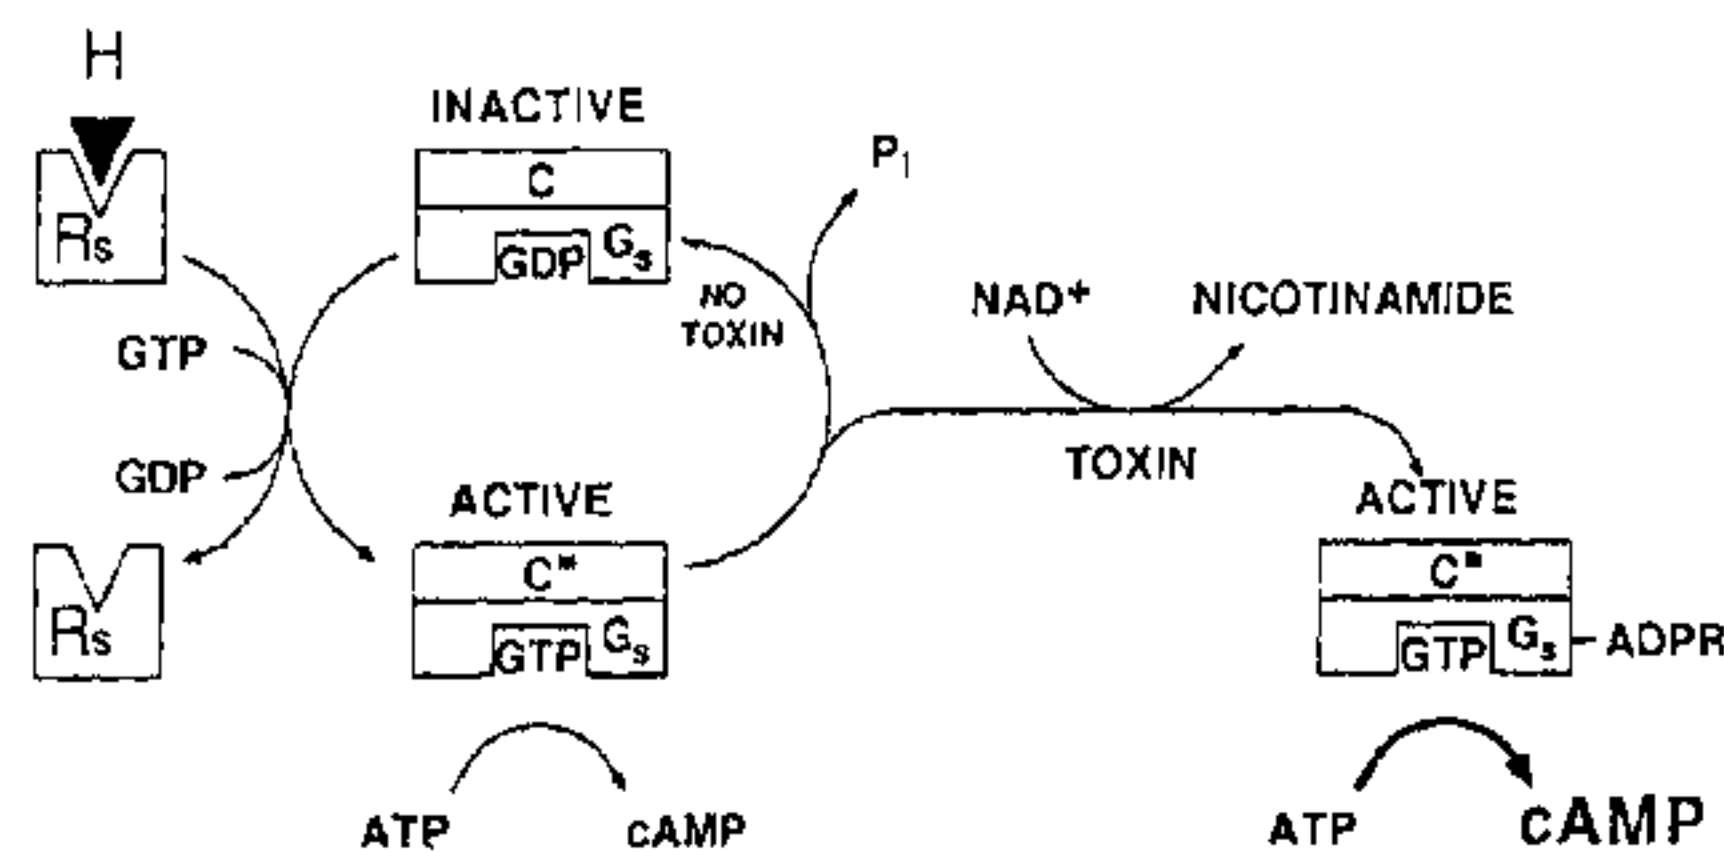 H
INACTIVE
C
Rs
GDP Gs
Pi
NO
TOXIN
NAD+
NICOTINAMIDE
GTP
GDP
TOXIN
ACTIVE
ACTIVE
C*
C*
Rs
GTP Gs
GTP Gs
ADPR
ATP
cAMP
ATP
cAMP